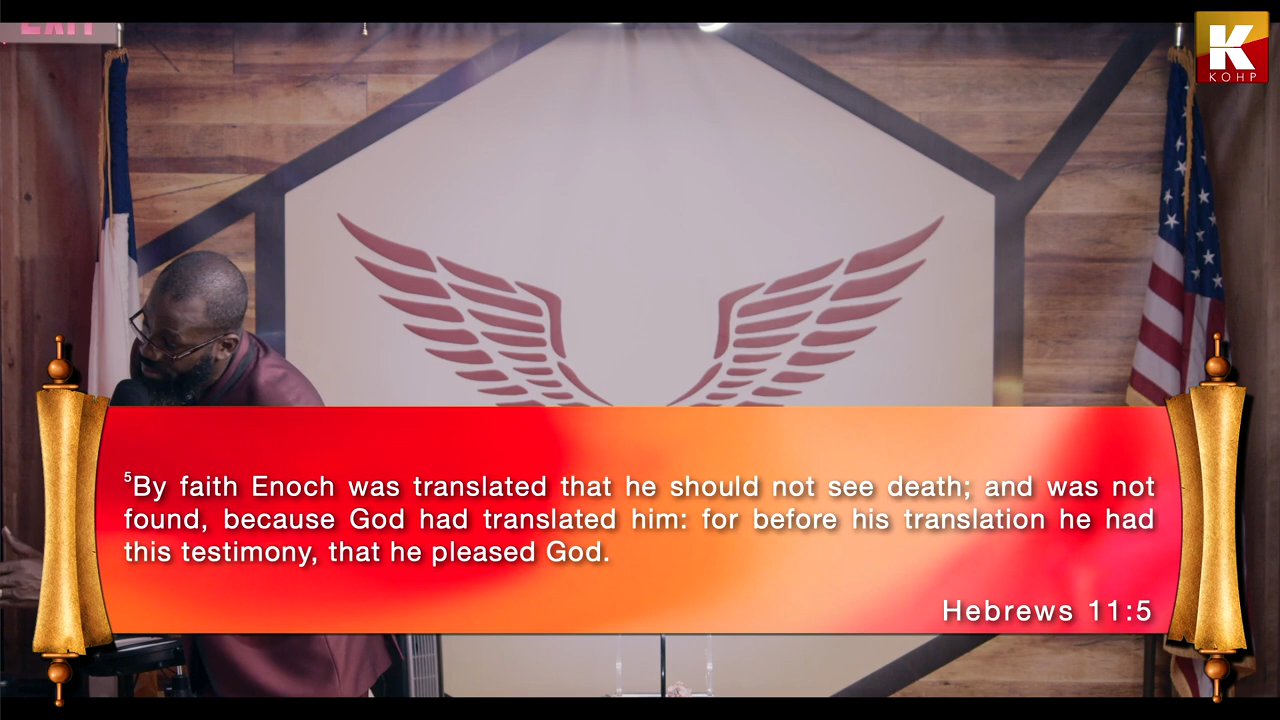 EXIT
K
KOHP
5By faith Enoch was translated that he should not see death; and was not
found, because God had translated him: for before his translation he had
this testimony, that he pleased God.
Hebrews 11:5